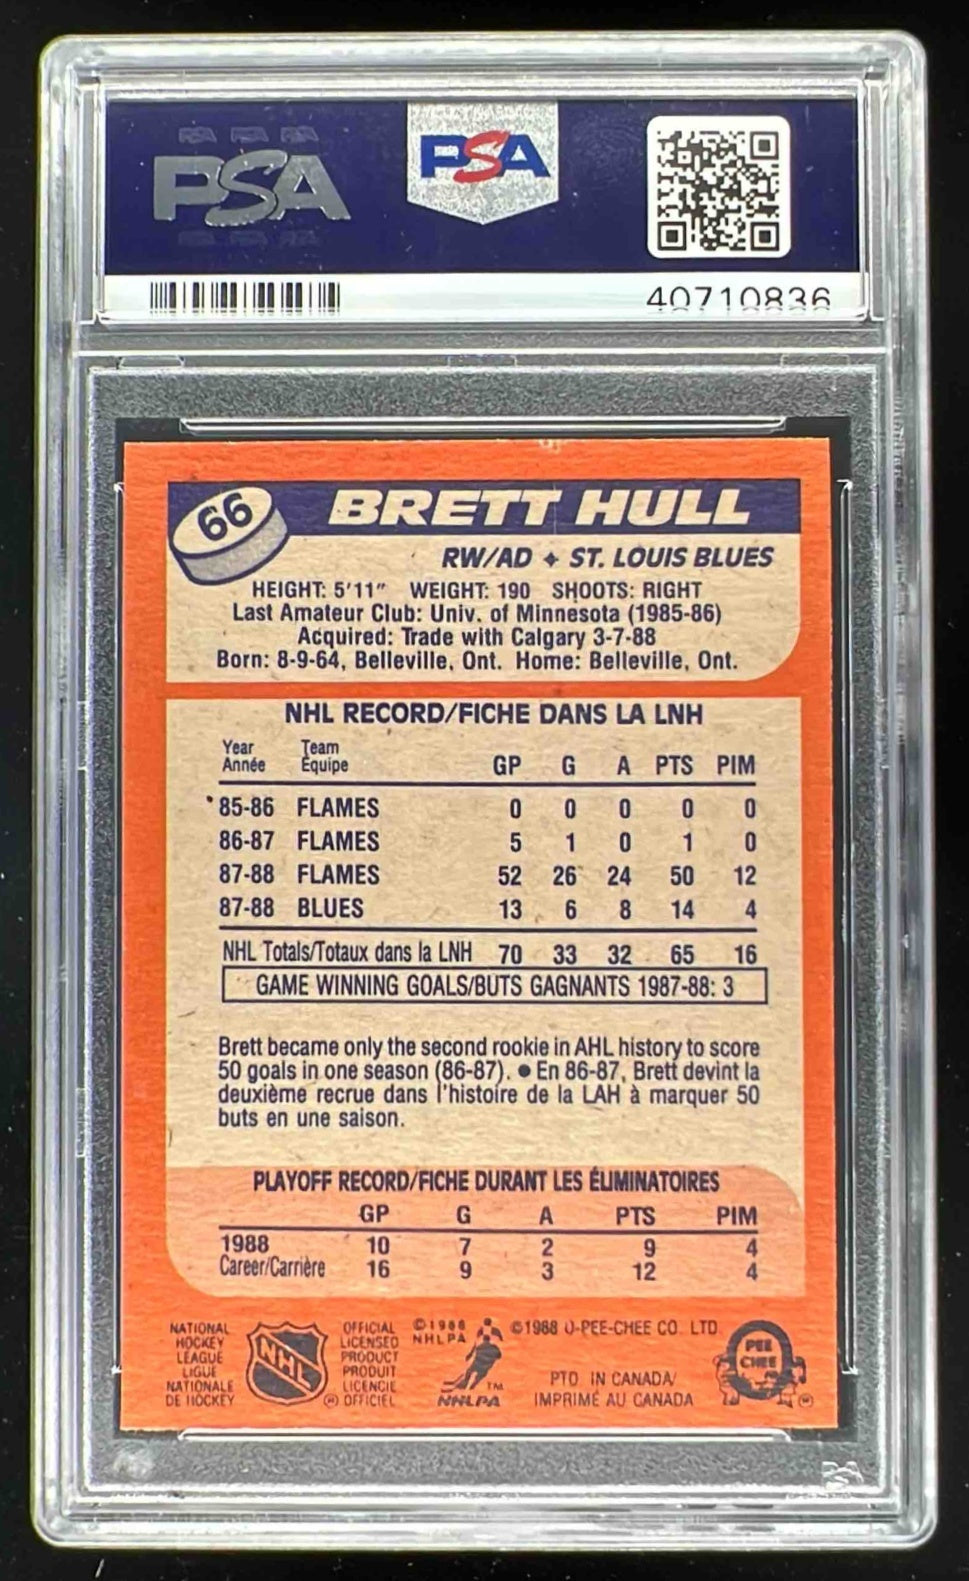 PSA
PSA
40710836
66
BRETT HULL
RW/AD ✦ ST. LOUIS BLUES
HEIGHT: 5'11" WEIGHT: 190 SHOOTS: RIGHT
Last Amateur Club: Univ. of Minnesota (1985-86)
Acquired: Trade with Calgary 3-7-88
Born: 8-9-64, Belleville, Ont. Home: Belleville, Ont.
NHL RECORD/FICHE DANS LA LNH
Year Team
Année Équipe GP G A PTS PIM
85-86 FLAMES 0 0 0 0 0
86-87 FLAMES 5 1 0 1 0
87-88 FLAMES 52 26 24 50 12
87-88 BLUES 13 6 8 14 4
NHL Totals/Totaux dans la LNH 70 33 32 65 16
GAME WINNING GOALS/BUTS GAGNANTS 1987-88: 3
Brett became only the second rookie in AHL history to score
50 goals in one season (86-87). ● En 86-87, Brett devint la
deuxième recrue dans l'histoire de la LAH à marquer 50
buts en une saison.
PLAYOFF RECORD/FICHE DURANT LES ÉLIMINATOIRES
GP G A PTS PIM
1988 10 7 2 9 4
Career/Carrière 16 9 3 12 4
NATIONAL
HOCKEY
LEAGUE
LIGUE
NATIONALE
DE HOCKEY
NHL
OFFICIAL
LICENSED
PRODUCT
PRODUIT
LICENCIÉ
® OFFICIEL
©1988
NHLPA
TM
NHLPA
©1988 O-PEE-CHEE CO. LTD.
PTD. IN CANADA/
IMPRIMÉ AU CANADA
PEE
CHEE
®
PSA